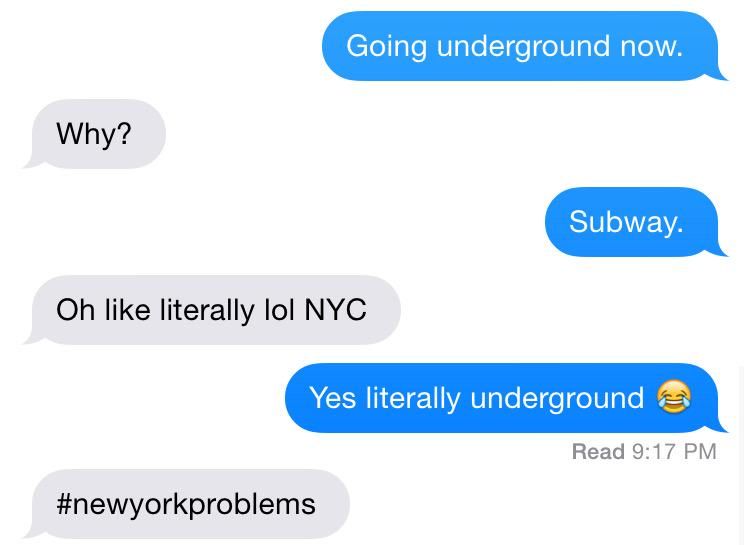 Going underground now.
Why?
Subway.
Oh like literally lol NYC
Yes literally underground 😂
Read 9:17 PM
#newyorkproblems